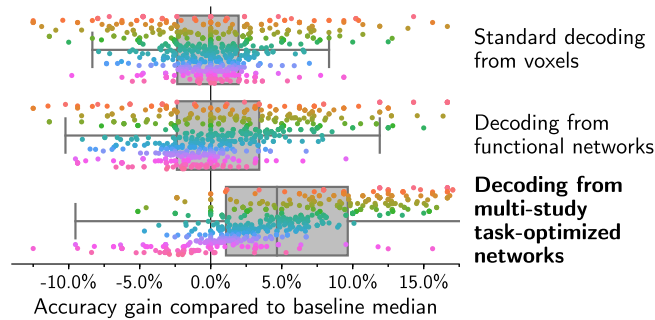 Standard decoding
from voxels
Decoding from
functional networks
Decoding from
multi-study
task-optimized
networks
-10.0% -5.0% 0.0% 5.0% 10.0% 15.0%
Accuracy gain compared to baseline median